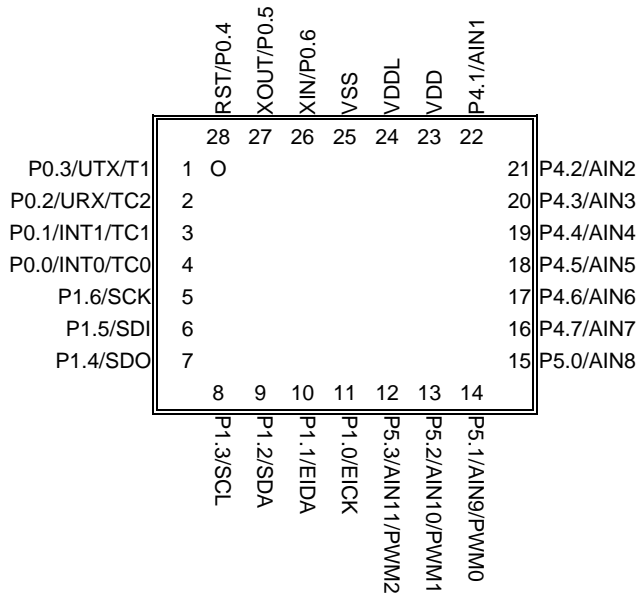 RST/P0.4
XOUT/P0.5
XIN/P0.6
VSS
VDDL
VDD
P4.1/AIN1
28 27 26 25 24 23 22
P0.3/UTX/T1 1 O 21 P4.2/AIN2
P0.2/URX/TC2 2 20 P4.3/AIN3
P0.1/INT1/TC1 3 19 P4.4/AIN4
P0.0/INT0/TC0 4 18 P4.5/AIN5
P1.6/SCK 5 17 P4.6/AIN6
P1.5/SDI 6 16 P4.7/AIN7
P1.4/SDO 7 15 P5.0/AIN8
8 9 10 11 12 13 14
P1.3/SCL
P1.2/SDA
P1.1/EIDA
P1.0/EICK
P5.3/AIN11/PWM2
P5.2/AIN10/PWM1
P5.1/AIN9/PWM0